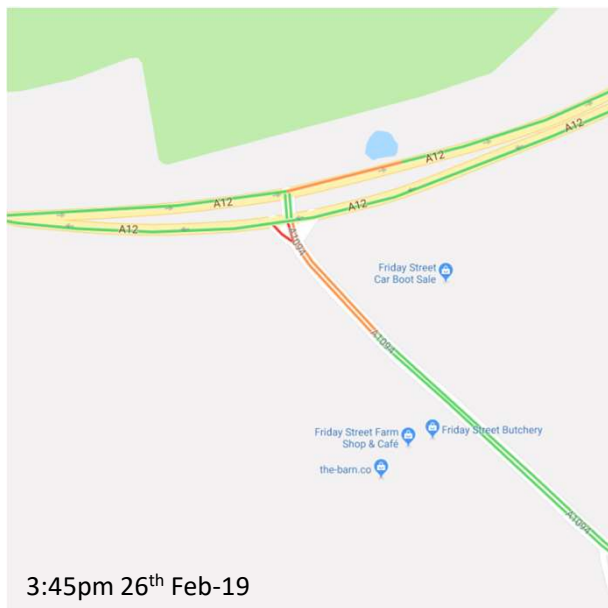 A12
A12
A12
A12
A12
A1094
Friday Street
Car Boot Sale
A1094
Friday Street Farm
Shop & Café
Friday Street Butchery
the-barn.co
A1094
3:45pm 26th Feb-19